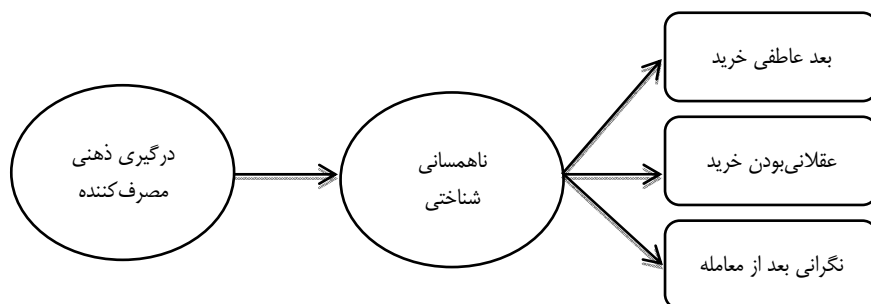 درگیری ذهنی
مصرف‌کننده
ناهمسانی
شناختی
بعد عاطفی خرید
عقلانی‌بودن خرید
نگرانی بعد از معامله